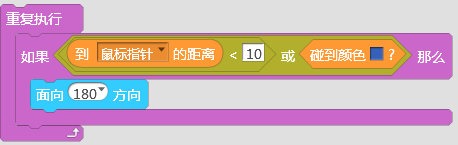 重复执行
如果 到 鼠标指针 的距离 < 10 或 碰到颜色 ? 那么
面向 180 方向